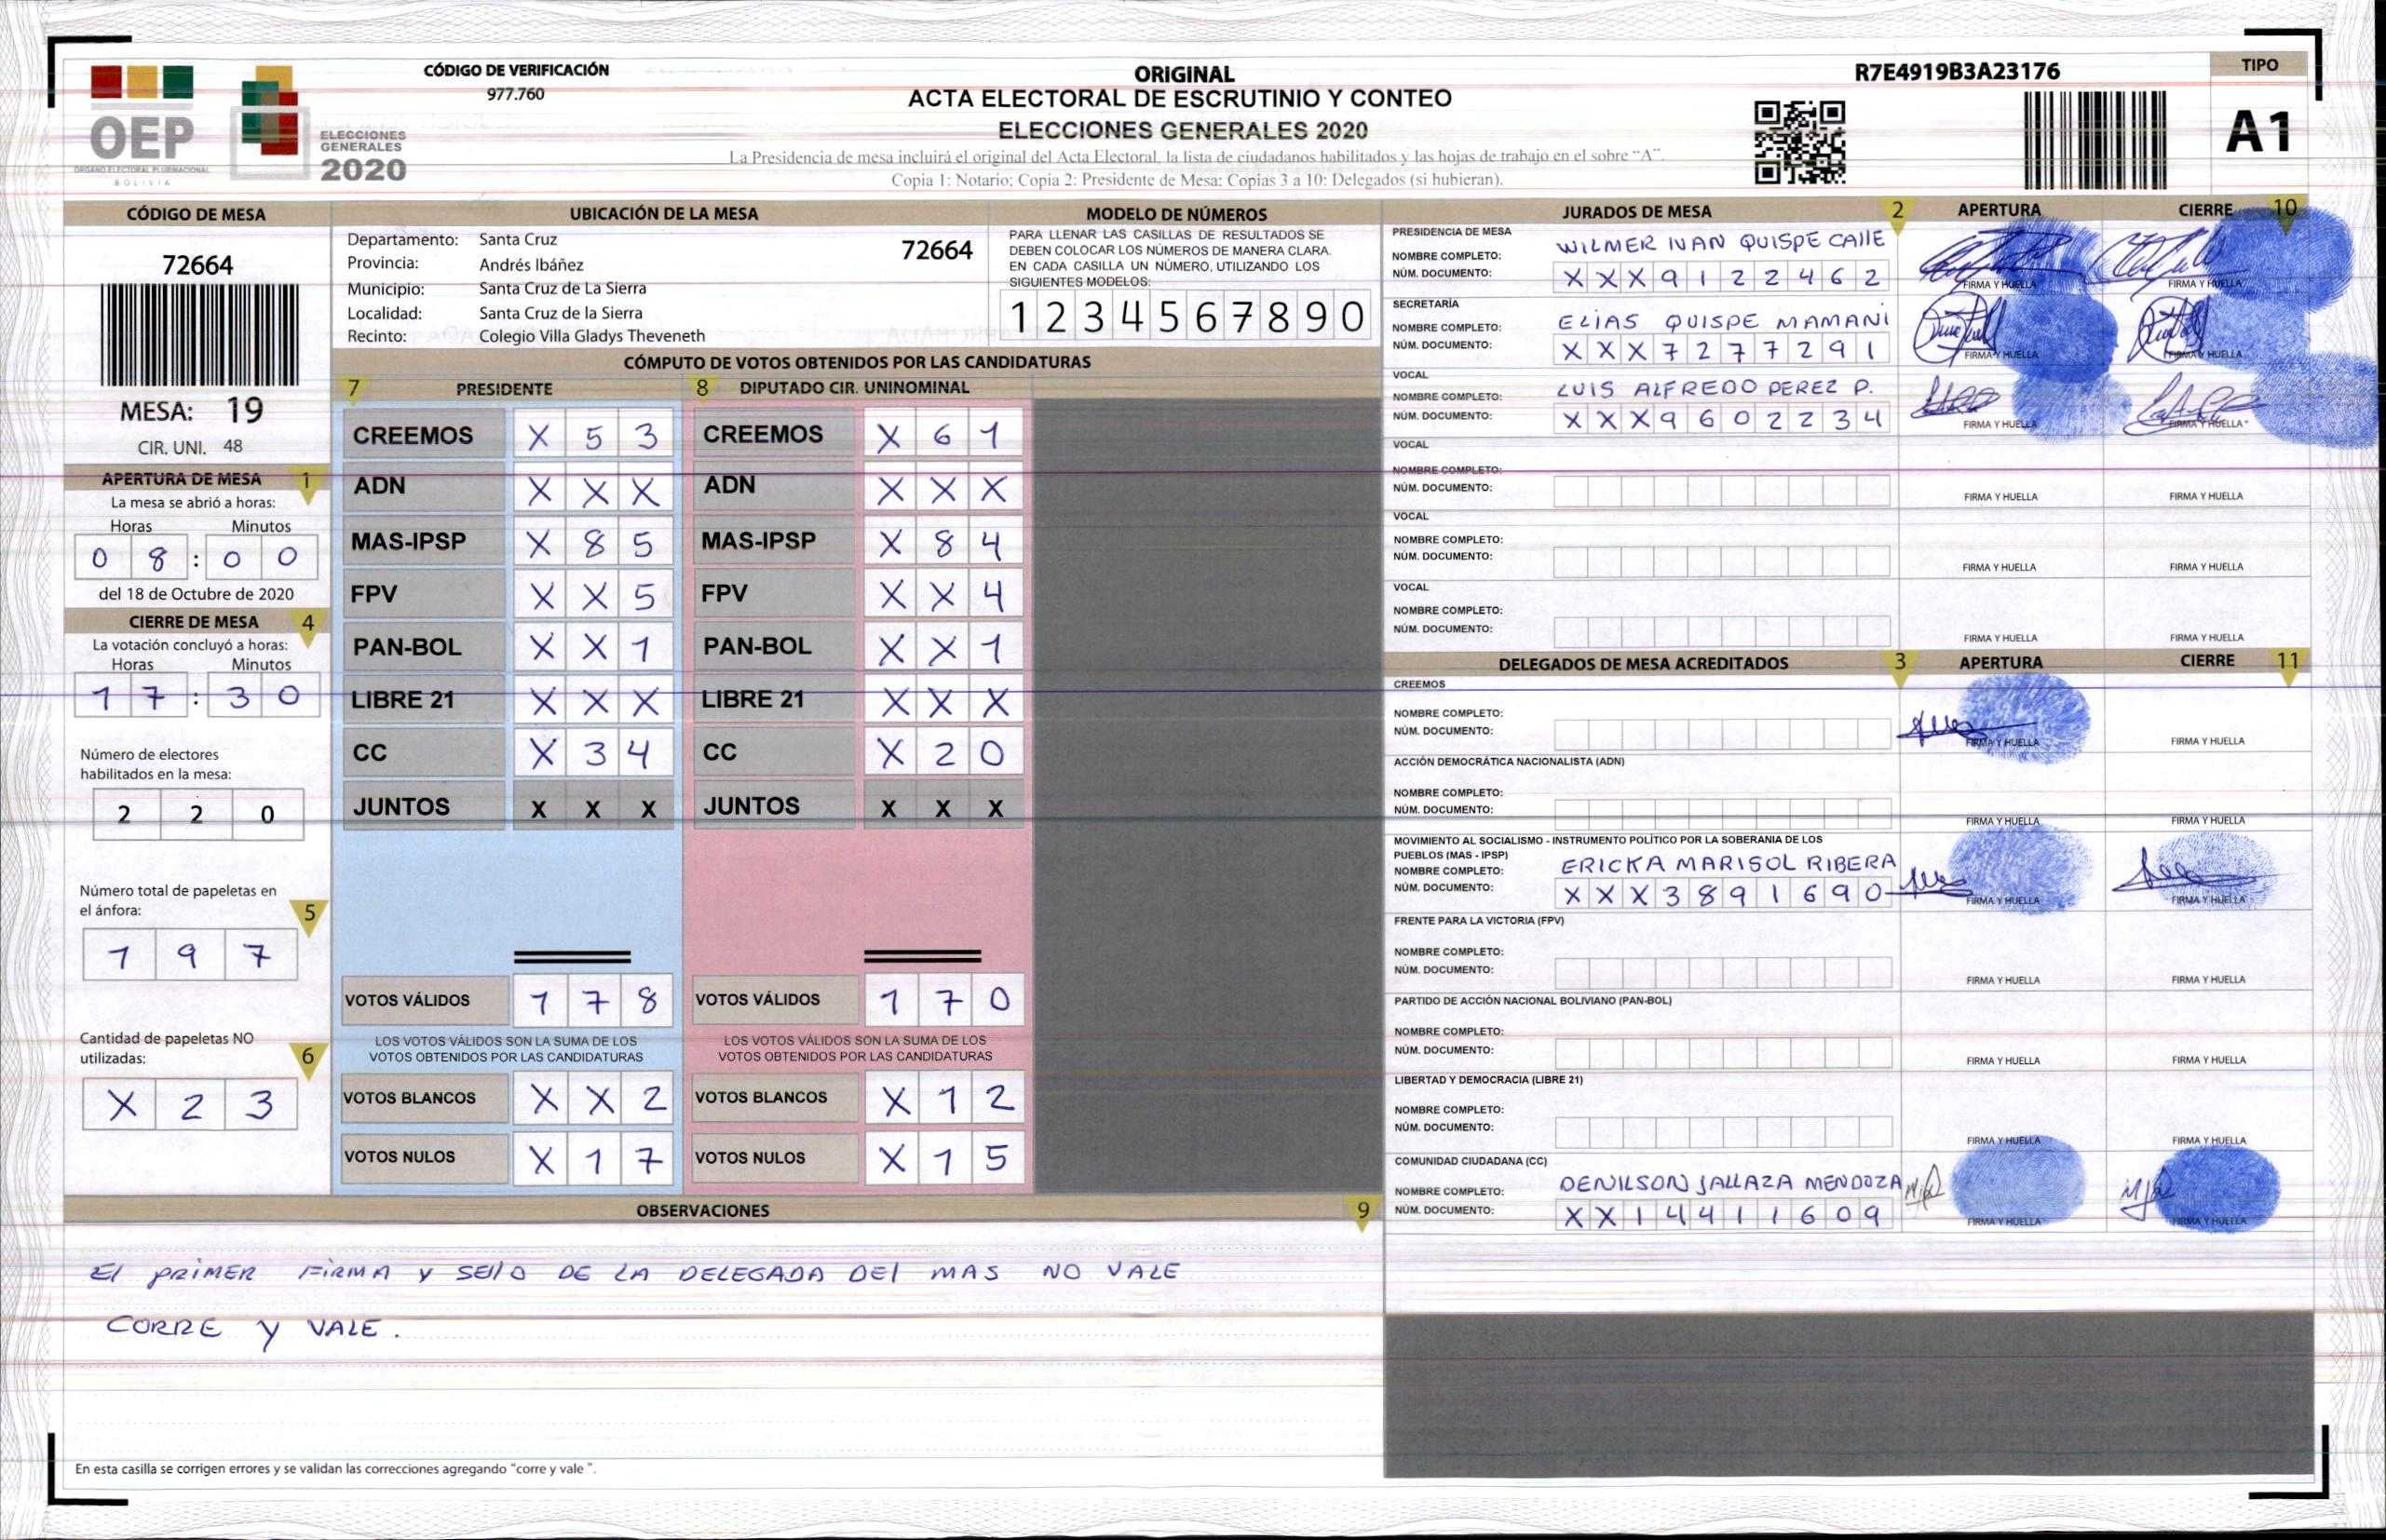 OEP
ÓRGANO ELECTORAL PLURINACIONAL
BOLIVIA
ELECCIONES
GENERALES
2020
CÓDIGO DE VERIFICACIÓN
977.760
ORIGINAL
ACTA ELECTORAL DE ESCRUTINIO Y CONTEO
ELECCIONES GENERALES 2020
La Presidencia de mesa incluirá el original del Acta Electoral, la lista de ciudadanos habilitados y las hojas de trabajo en el sobre “A”.
Copia 1: Notario; Copia 2: Presidente de Mesa; Copias 3 a 10: Delegados (si hubieran).
R7E4919B3A23176
TIPO
A1
CÓDIGO DE MESA
72664
MESA: 19
CIR. UNI. 48
APERTURA DE MESA 1
La mesa se abrió a horas:
Horas Minutos
0 8 : 0 0
del 18 de Octubre de 2020
CIERRE DE MESA 4
La votación concluyó a horas:
Horas Minutos
1 7 : 3 0
Número de electores
habilitados en la mesa:
2 2 0
Número total de papeletas en
el ánfora: 5
1 9 7
Cantidad de papeletas NO
utilizadas: 6
X 2 3
UBICACIÓN DE LA MESA
Departamento: Santa Cruz 72664
Provincia: Andrés Ibáñez
Municipio: Santa Cruz de La Sierra
Localidad: Santa Cruz de la Sierra
Recinto: Colegio Villa Gladys Theveneth
MODELO DE NÚMEROS
PARA LLENAR LAS CASILLAS DE RESULTADOS SE
DEBEN COLOCAR LOS NÚMEROS DE MANERA CLARA.
EN CADA CASILLA UN NÚMERO, UTILIZANDO LOS
SIGUIENTES MODELOS:
1 2 3 4 5 6 7 8 9 0
CÓMPUTO DE VOTOS OBTENIDOS POR LAS CANDIDATURAS
7 PRESIDENTE 8 DIPUTADO CIR. UNINOMINAL
CREEMOS X 5 3 CREEMOS X 6 1
ADN X X X ADN X X X
MAS-IPSP X 8 5 MAS-IPSP X 8 4
FPV X X 5 FPV X X 4
PAN-BOL X X 1 PAN-BOL X X 1
LIBRE 21 X X X LIBRE 21 X X X
CC X 3 4 CC X 2 0
JUNTOS X X X JUNTOS X X X
VOTOS VÁLIDOS 1 7 8 VOTOS VÁLIDOS 1 7 0
LOS VOTOS VÁLIDOS SON LA SUMA DE LOS LOS VOTOS VÁLIDOS SON LA SUMA DE LOS
VOTOS OBTENIDOS POR LAS CANDIDATURAS VOTOS OBTENIDOS POR LAS CANDIDATURAS
VOTOS BLANCOS X X 2 VOTOS BLANCOS X 1 2
VOTOS NULOS X 1 7 VOTOS NULOS X 1 5
OBSERVACIONES 9
El PRIMER FIRMA Y SEllO DE LA DELEGADA DEl MAS NO VALE
CORRE Y VALE.
En esta casilla se corrigen errores y se validan las correcciones agregando “corre y vale ”.
JURADOS DE MESA 2 APERTURA CIERRE 10
PRESIDENCIA DE MESA
NOMBRE COMPLETO: WILMER IVAN QUISPE CAllE
NÚM. DOCUMENTO: X X X 9 1 2 2 4 6 2 FIRMA Y HUELLA FIRMA Y HUELLA
SECRETARÍA
NOMBRE COMPLETO: ELIAS QUISPE MAMANI
NÚM. DOCUMENTO: X X X 7 2 7 7 2 9 1 FIRMA Y HUELLA FIRMA Y HUELLA
VOCAL
NOMBRE COMPLETO: LUIS ALFREDO PEREZ P.
NÚM. DOCUMENTO: X X X 9 6 0 2 2 3 4 FIRMA Y HUELLA FIRMA Y HUELLA
VOCAL
NOMBRE COMPLETO:
NÚM. DOCUMENTO: FIRMA Y HUELLA FIRMA Y HUELLA
VOCAL
NOMBRE COMPLETO:
NÚM. DOCUMENTO: FIRMA Y HUELLA FIRMA Y HUELLA
VOCAL
NOMBRE COMPLETO:
NÚM. DOCUMENTO: FIRMA Y HUELLA FIRMA Y HUELLA
DELEGADOS DE MESA ACREDITADOS 3 APERTURA CIERRE 11
CREEMOS
NOMBRE COMPLETO:
NÚM. DOCUMENTO: FIRMA Y HUELLA FIRMA Y HUELLA
ACCIÓN DEMOCRÁTICA NACIONALISTA (ADN)
NOMBRE COMPLETO:
NÚM. DOCUMENTO: FIRMA Y HUELLA FIRMA Y HUELLA
MOVIMIENTO AL SOCIALISMO - INSTRUMENTO POLÍTICO POR LA SOBERANIA DE LOS
PUEBLOS (MAS - IPSP)
NOMBRE COMPLETO: ERICKA MARISOL RIBERA
NÚM. DOCUMENTO: X X X 3 8 9 1 6 9 0 FIRMA Y HUELLA FIRMA Y HUELLA
FRENTE PARA LA VICTORIA (FPV)
NOMBRE COMPLETO:
NÚM. DOCUMENTO: FIRMA Y HUELLA FIRMA Y HUELLA
PARTIDO DE ACCIÓN NACIONAL BOLIVIANO (PAN-BOL)
NOMBRE COMPLETO:
NÚM. DOCUMENTO: FIRMA Y HUELLA FIRMA Y HUELLA
LIBERTAD Y DEMOCRACIA (LIBRE 21)
NOMBRE COMPLETO:
NÚM. DOCUMENTO: FIRMA Y HUELLA FIRMA Y HUELLA
COMUNIDAD CIUDADANA (CC)
NOMBRE COMPLETO: DENILSON JALLAZA MENDOZA
NÚM. DOCUMENTO: X X 1 4 4 1 1 6 0 9 FIRMA Y HUELLA FIRMA Y HUELLA